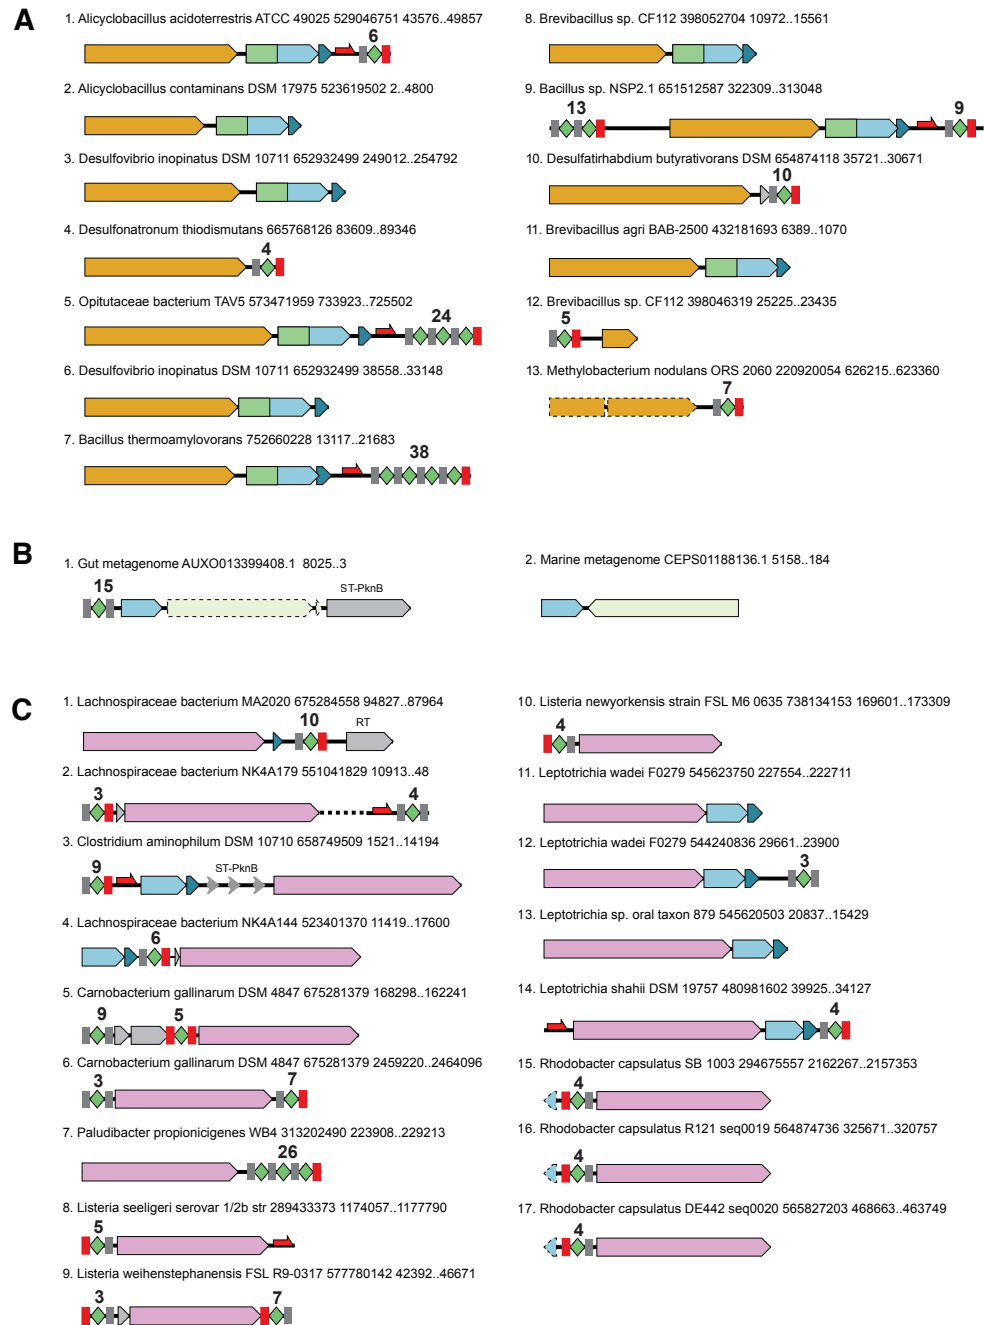 A
1. Alicyclobacillus acidoterrestris ATCC 49025 529046751 43576..49857
6
2. Alicyclobacillus contaminans DSM 17975 523619502 2..4800
3. Desulfovibrio inopinatus DSM 10711 652932499 249012..254792
4. Desulfonatronum thiodismutans 665768126 83609..89346
4
5. Opitutaceae bacterium TAV5 573471959 733923..725502
24
6. Desulfovibrio inopinatus DSM 10711 652932499 38558..33148
7. Bacillus thermoamylovorans 752660228 13117..21683
38
8. Brevibacillus sp. CF112 398052704 10972..15561
9. Bacillus sp. NSP2.1 651512587 322309..313048
13
9
10. Desulfatirhabdium butyrativorans DSM 654874118 35721..30671
10
11. Brevibacillus agri BAB-2500 432181693 6389..1070
12. Brevibacillus sp. CF112 398046319 25225..23435
5
13. Methylobacterium nodulans ORS 2060 220920054 626215..623360
7
B
1. Gut metagenome AUXO013399408.1 8025..3
15
ST-PknB
2. Marine metagenome CEPS01188136.1 5158..184
C
1. Lachnospiraceae bacterium MA2020 675284558 94827..87964
10
RT
2. Lachnospiraceae bacterium NK4A179 551041829 10913..48
3
4
3. Clostridium aminophilum DSM 10710 658749509 1521..14194
9
ST-PknB
4. Lachnospiraceae bacterium NK4A144 523401370 11419..17600
6
5. Carnobacterium gallinarum DSM 4847 675281379 168298..162241
9
5
6. Carnobacterium gallinarum DSM 4847 675281379 2459220..2464096
3
7
7. Paludibacter propionicigenes WB4 313202490 223908..229213
26
8. Listeria seeligeri serovar 1/2b str 289433373 1174057..1177790
5
9. Listeria weihenstephanensis FSL R9-0317 577780142 42392..46671
3
7
10. Listeria newyorkensis strain FSL M6 0635 738134153 169601..173309
4
11. Leptotrichia wadei F0279 545623750 227554..222711
12. Leptotrichia wadei F0279 544240836 29661..23900
3
13. Leptotrichia sp. oral taxon 879 545620503 20837..15429
14. Leptotrichia shahii DSM 19757 480981602 39925..34127
4
15. Rhodobacter capsulatus SB 1003 294675557 2162267..2157353
4
16. Rhodobacter capsulatus R121 seq0019 564874736 325671..320757
4
17. Rhodobacter capsulatus DE442 seq0020 565827203 468663..463749
4